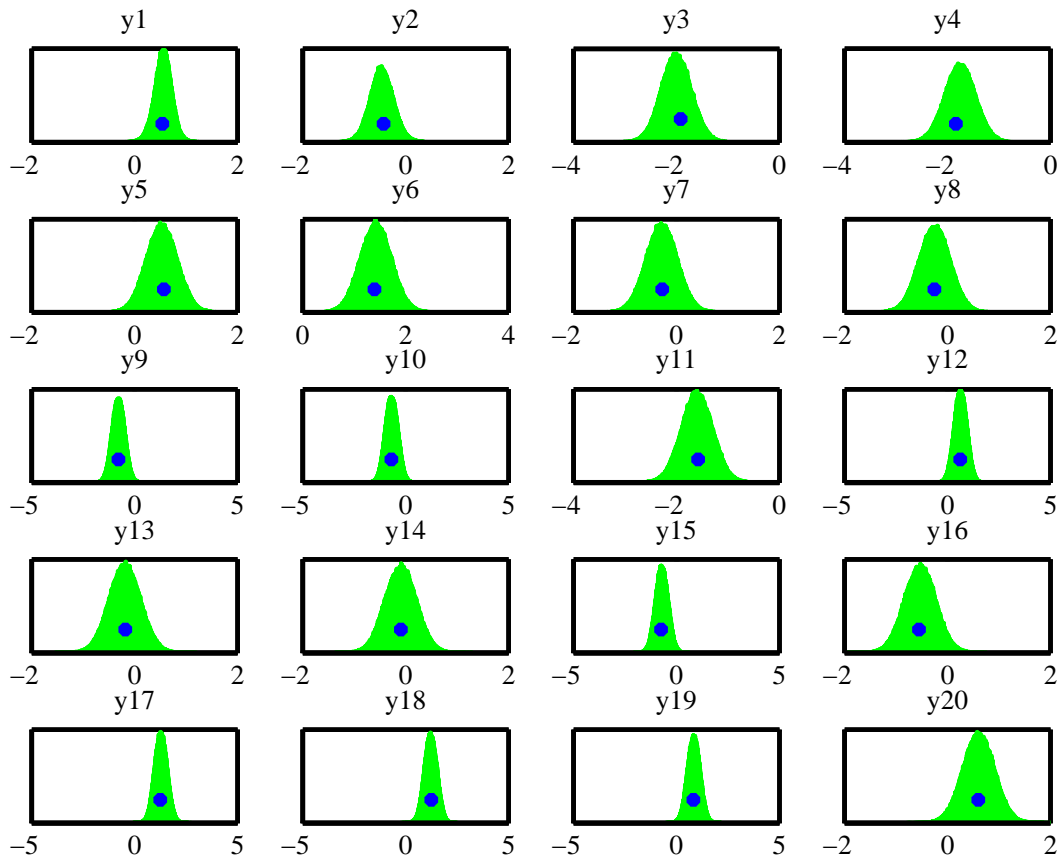 y1 y2 y3 y4
−2 0 2 −2 0 2 −4 −2 0 −4 −2 0
y5 y6 y7 y8
−2 0 2 0 2 4 −2 0 2 −2 0 2
y9 y10 y11 y12
−5 0 5 −5 0 5 −4 −2 0 −5 0 5
y13 y14 y15 y16
−2 0 2 −2 0 2 −5 0 5 −2 0 2
y17 y18 y19 y20
−5 0 5 −5 0 5 −5 0 5 −2 0 2